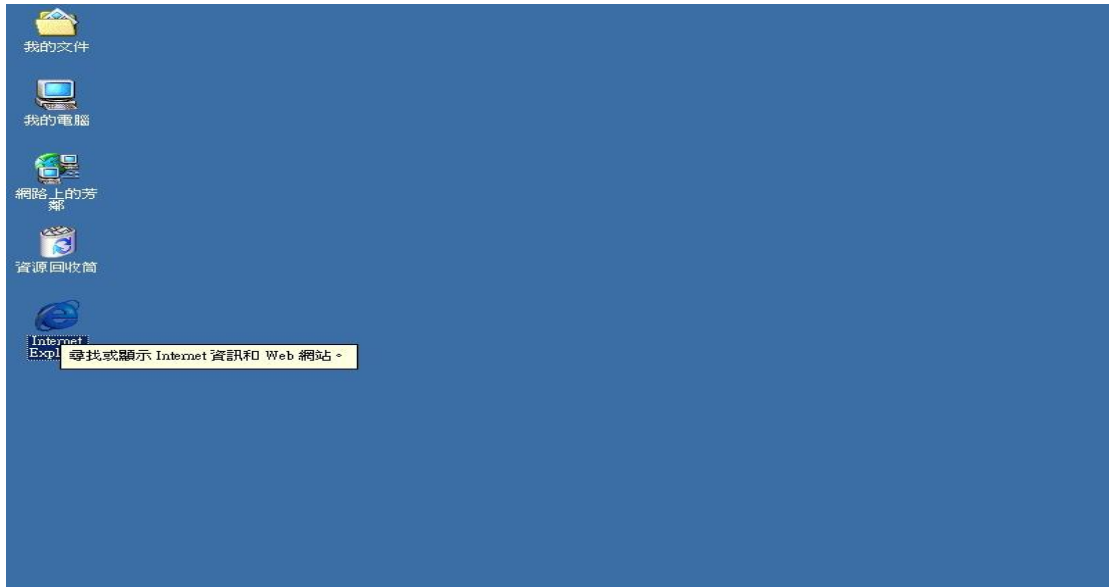 我的文件
我的電腦
網路上的芳
鄰
資源回收筒
Internet
Expl
尋找或顯示 Internet 資訊和 Web 網站。